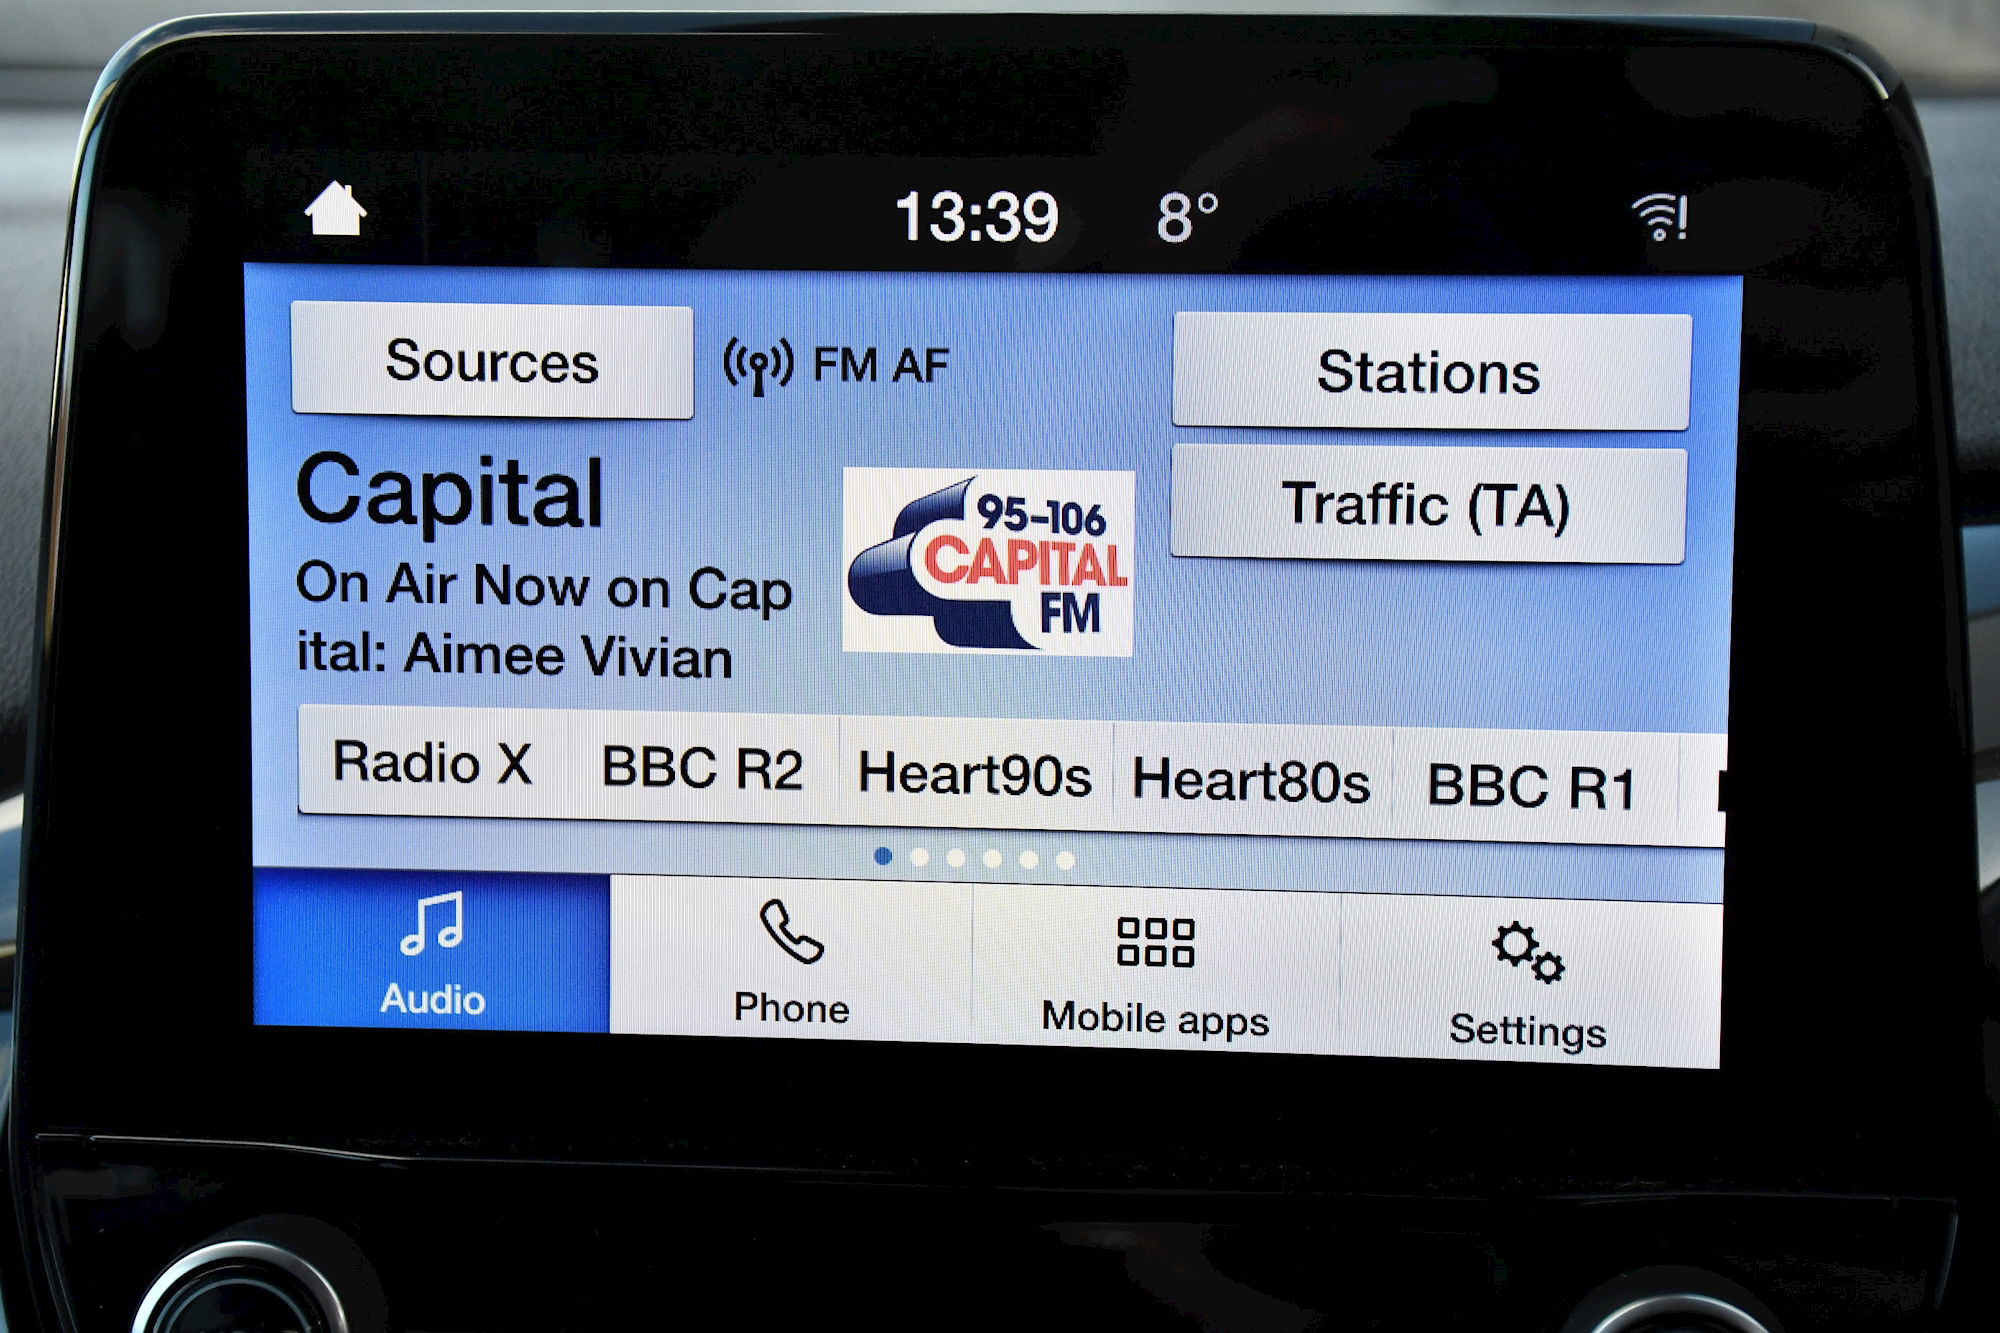 13:39 8°
Sources FM AF Stations
Traffic (TA)
Capital
On Air Now on Cap
ital: Aimee Vivian
95-106
CAPITAL
FM
Radio X BBC R2 Heart90s Heart80s BBC R1
Audio Phone Mobile apps Settings